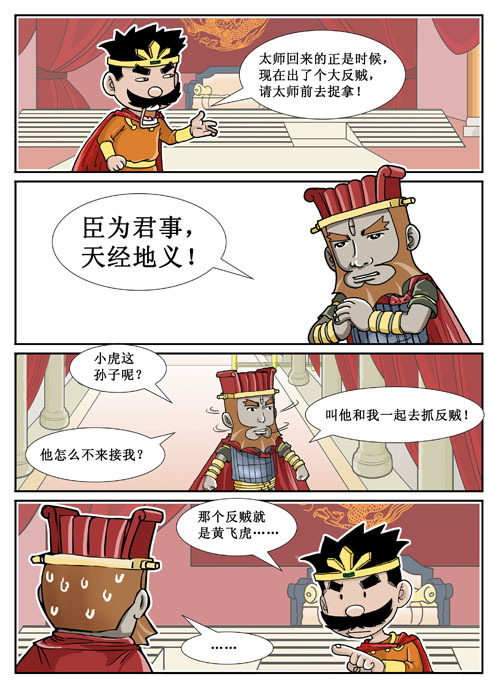 太师回来的正是时候，
现在出了个大反贼，
请太师前去捉拿！
臣为君事，
天经地义！
小虎这
孙子呢？
他怎么不来接我？
叫他和我一起去抓反贼！
那个反贼就
是黄飞虎……
……